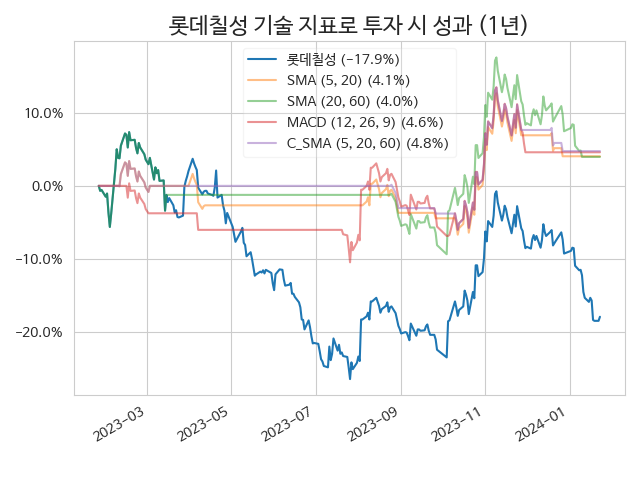 롯데칠성 기술 지표로 투자 시 성과 (1년)
롯데칠성 (-17.9%)
SMA (5, 20) (4.1%)
SMA (20, 60) (4.0%)
MACD (12, 26, 9) (4.6%)
C_SMA (5, 20, 60) (4.8%)
10.0%
0.0%
-10.0%
-20.0%
2023-03
2023-05
2023-07
2023-09
2023-11
2024-01